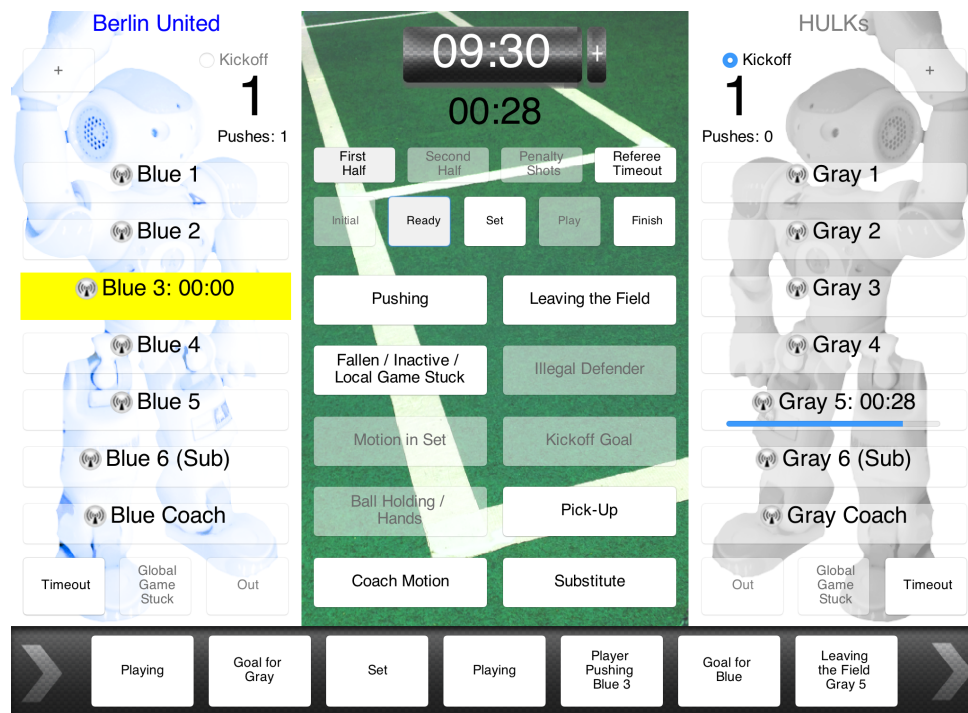 Berlin United
+
Kickoff
1
Pushes: 1
Blue 1
Blue 2
Blue 3: 00:00
Blue 4
Blue 5
Blue 6 (Sub)
Blue Coach
Timeout
Global
Game
Stuck
Out
09:30
+
00:28
First
Half
Second
Half
Penalty
Shots
Referee
Timeout
Initial
Ready
Set
Play
Finish
Pushing
Leaving the Field
Fallen / Inactive /
Local Game Stuck
Illegal Defender
Motion in Set
Kickoff Goal
Ball Holding /
Hands
Pick-Up
Coach Motion
Substitute
HULKs
Kickoff
+
1
Pushes: 0
Gray 1
Gray 2
Gray 3
Gray 4
Gray 5: 00:28
Gray 6 (Sub)
Gray Coach
Out
Global
Game
Stuck
Timeout
Playing
Goal for
Gray
Set
Playing
Player
Pushing
Blue 3
Goal for
Blue
Leaving
the Field
Gray 5